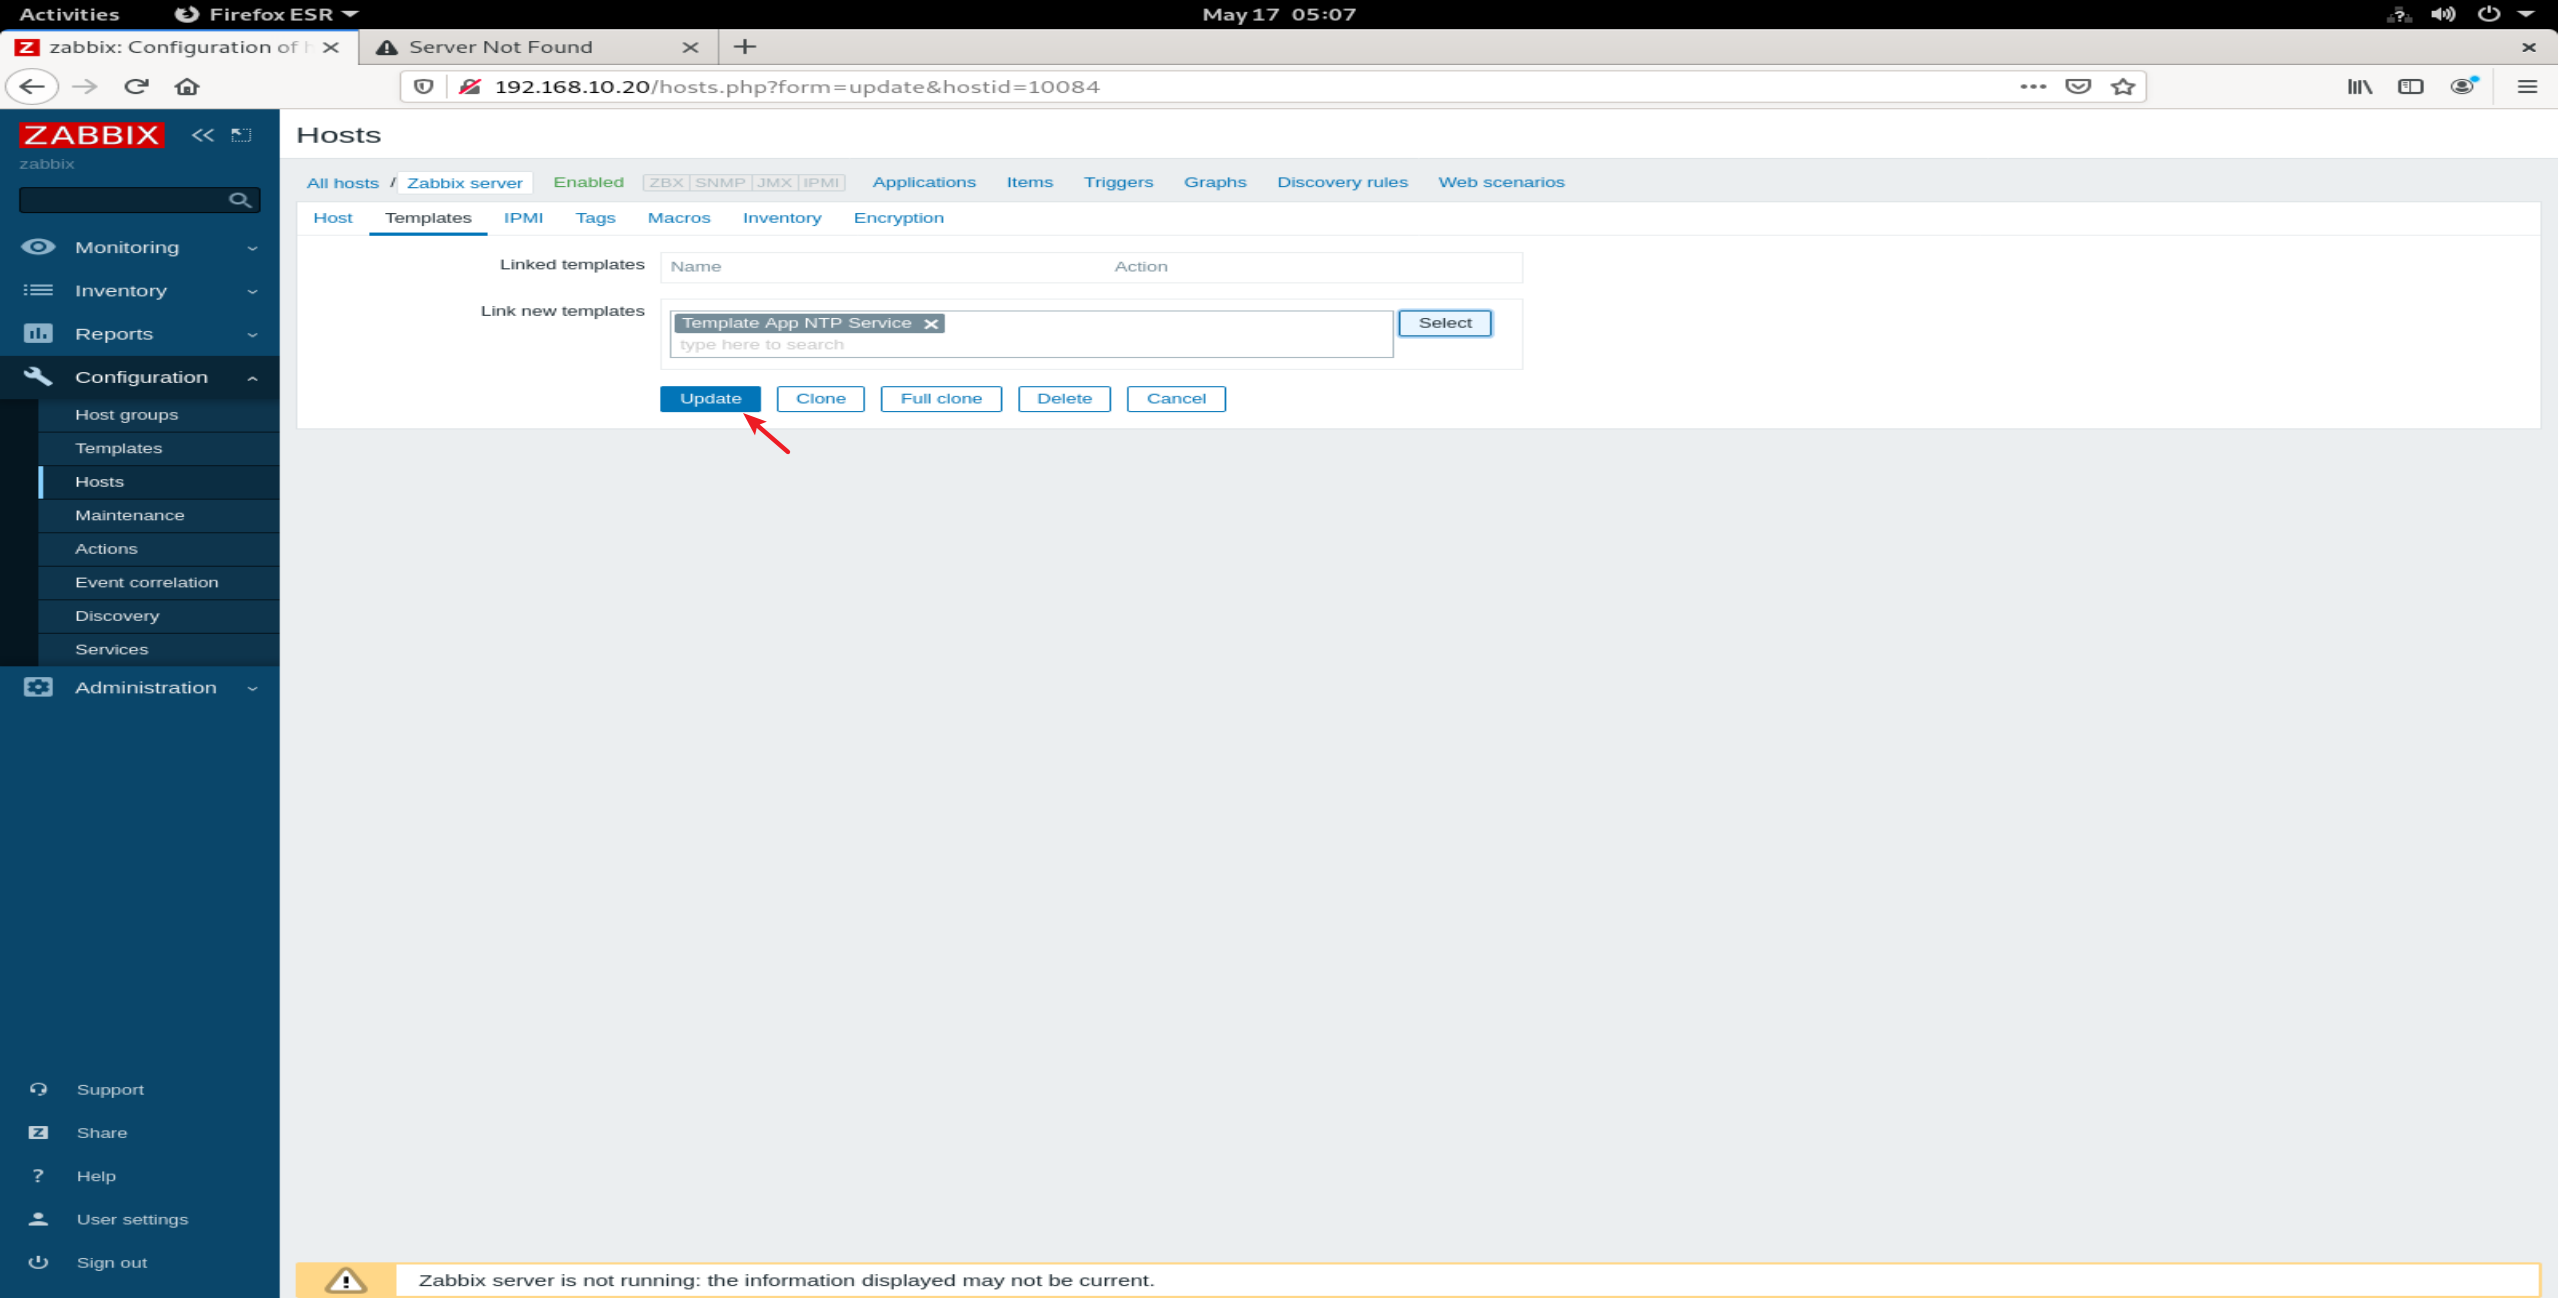 Activities Firefox ESR May 17 05:07
zabbix: Configuration of h Server Not Found
192.168.10.20/hosts.php?form=update&hostid=10084
ZABBIX
zabbix
Monitoring
Inventory
Reports
Configuration
Host groups
Templates
Hosts
Maintenance
Actions
Event correlation
Discovery
Services
Administration
Support
Share
Help
User settings
Sign out
Hosts
All hosts / Zabbix server Enabled ZBX SNMP JMX IPMI Applications Items Triggers Graphs Discovery rules Web scenarios
Host Templates IPMI Tags Macros Inventory Encryption
Linked templates Name Action
Link new templates Template App NTP Service Select
type here to search
Update Clone Full clone Delete Cancel
Zabbix server is not running: the information displayed may not be current.